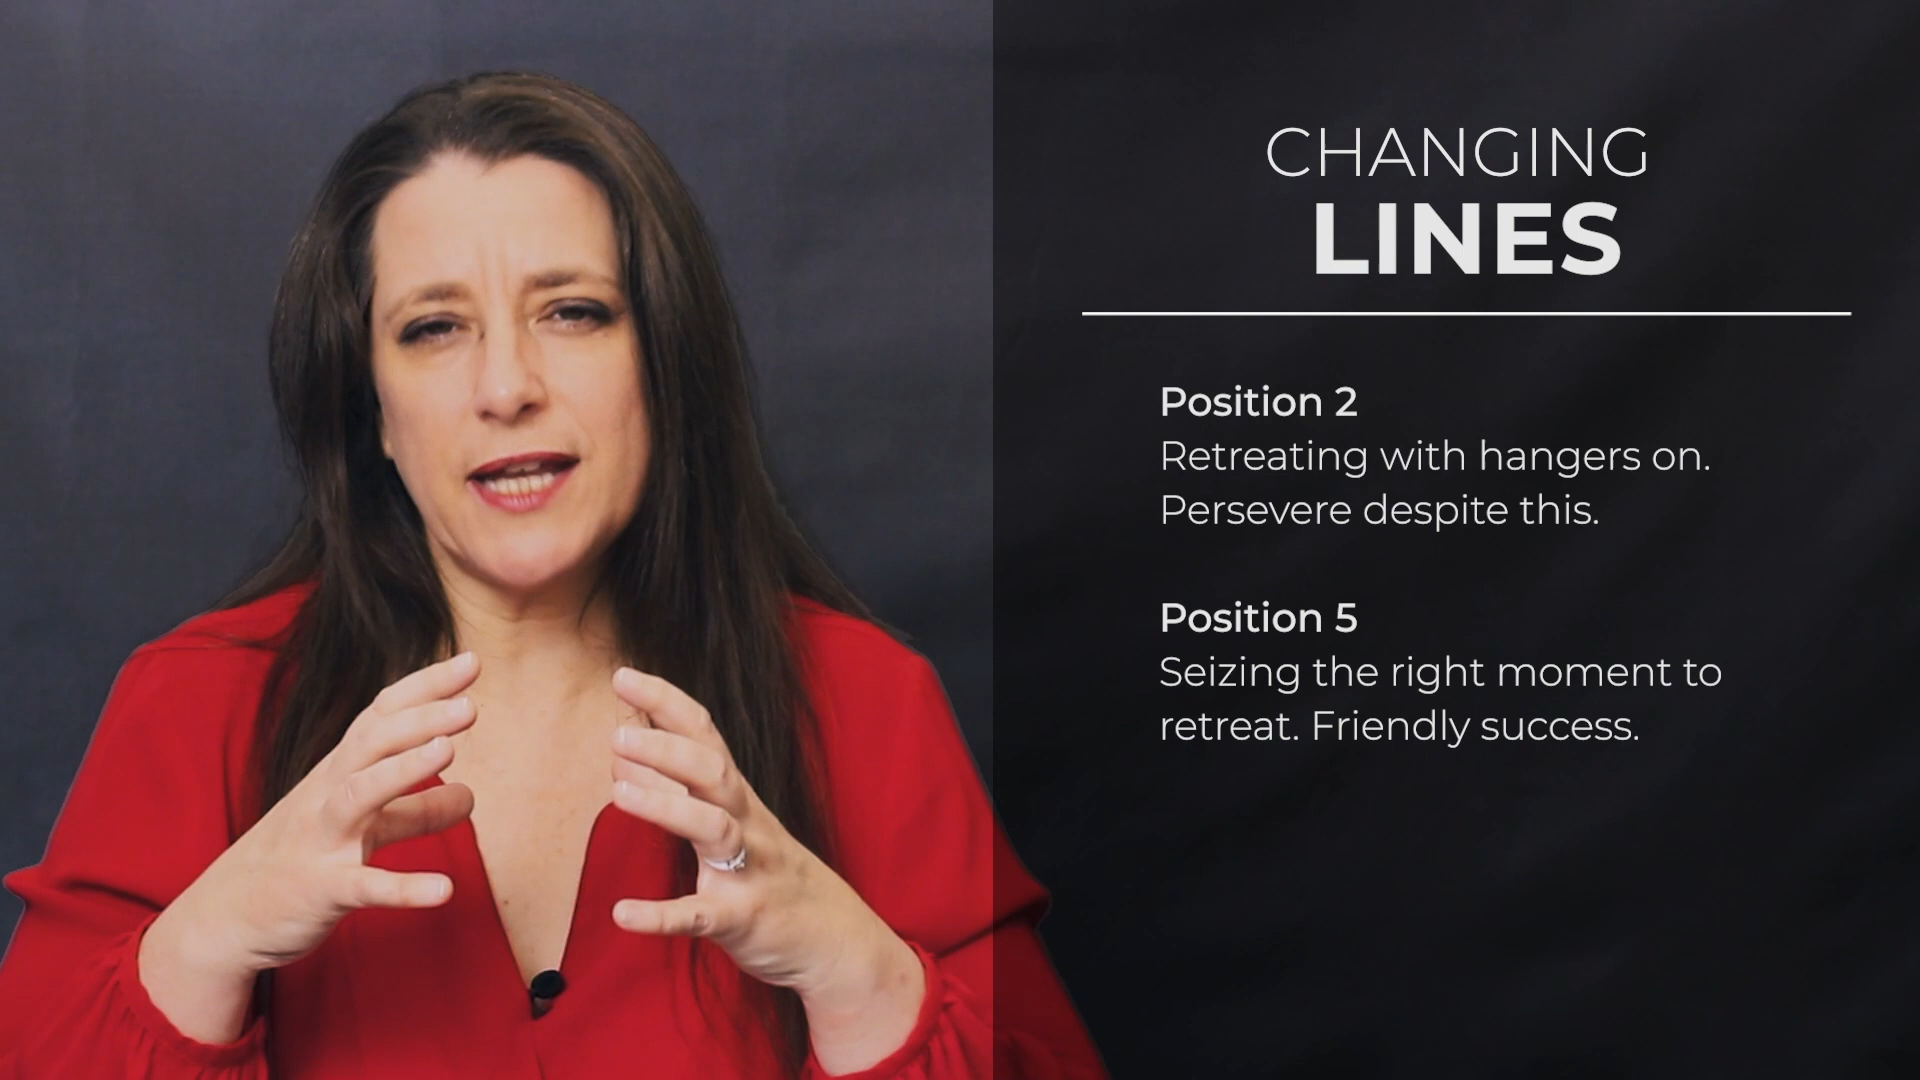 CHANGING
LINES
Position 2
Retreating with hangers on.
Persevere despite this.
Position 5
Seizing the right moment to
retreat. Friendly success.